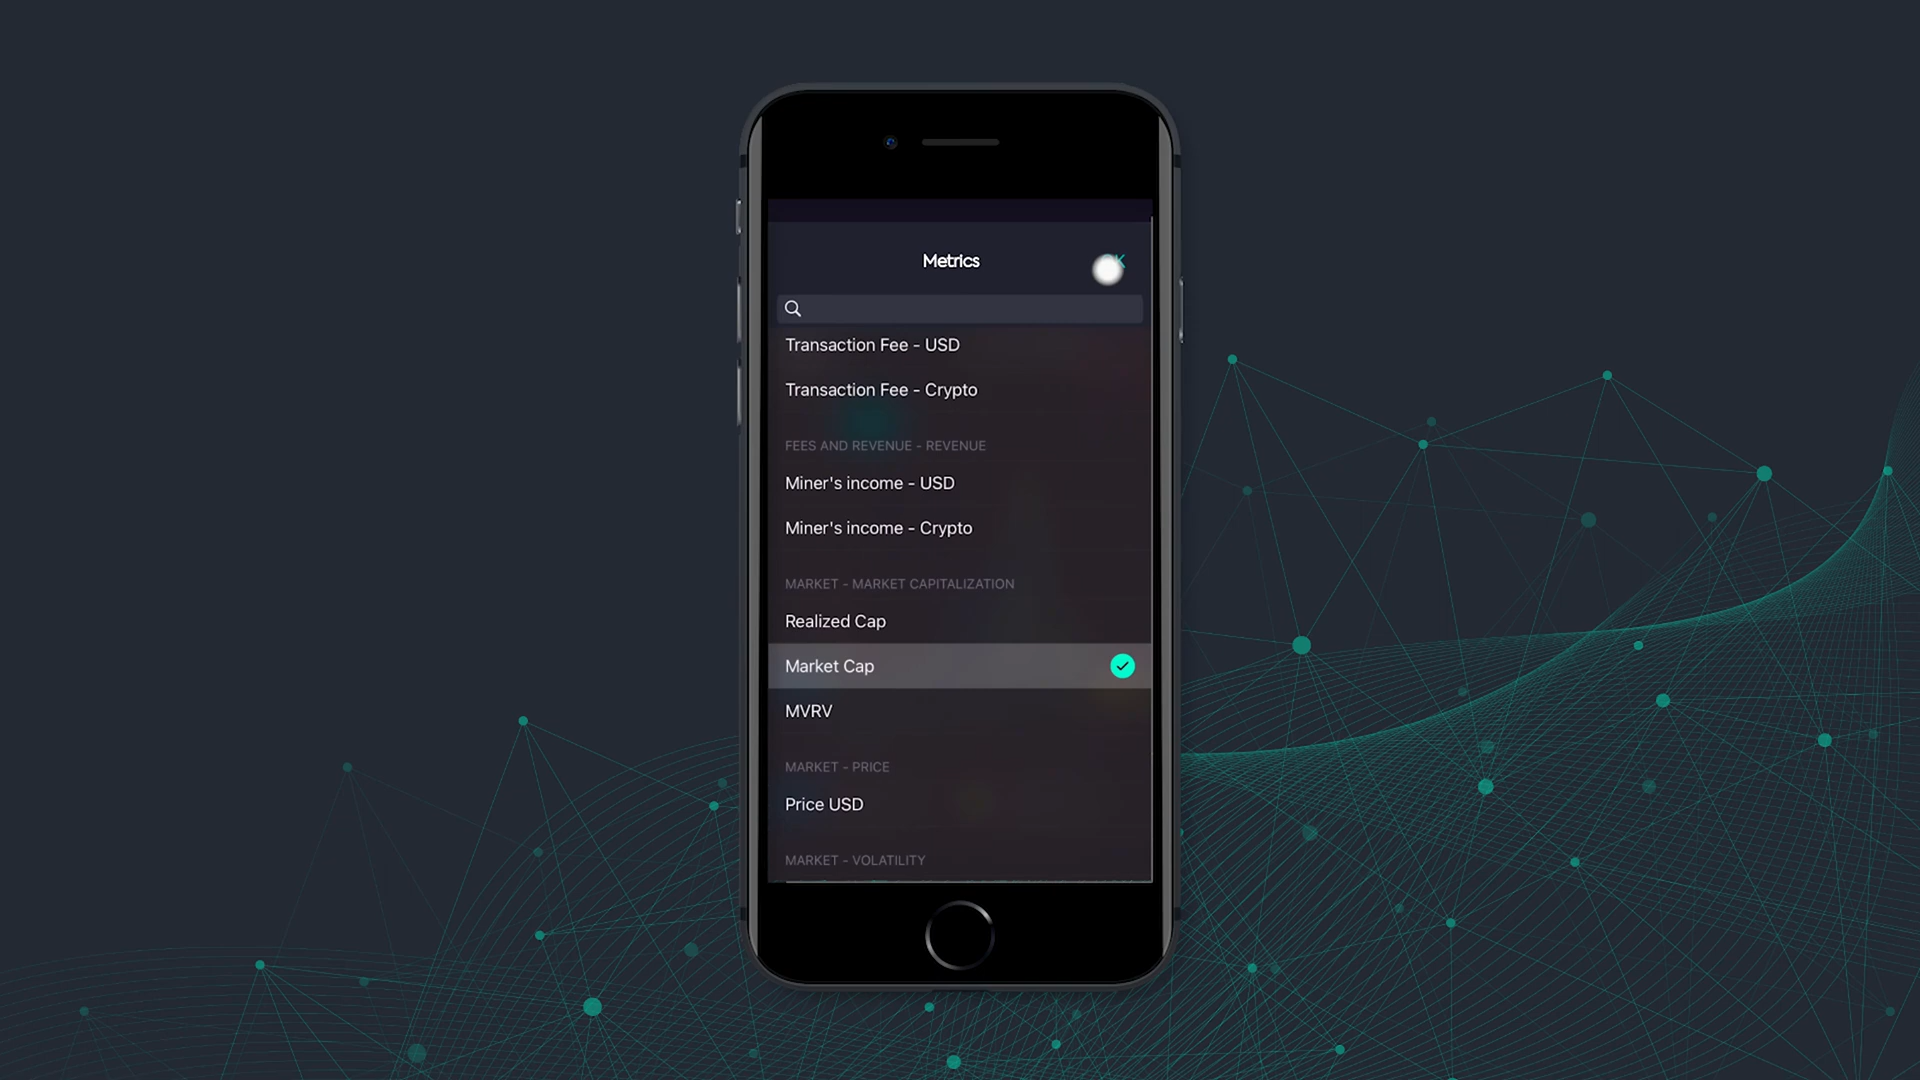 Metrics
Transaction Fee - USD
Transaction Fee - Crypto
FEES AND REVENUE - REVENUE
Miner's income - USD
Miner's income - Crypto
MARKET - MARKET CAPITALIZATION
Realized Cap
Market Cap
MVRV
MARKET - PRICE
Price USD
MARKET - VOLATILITY